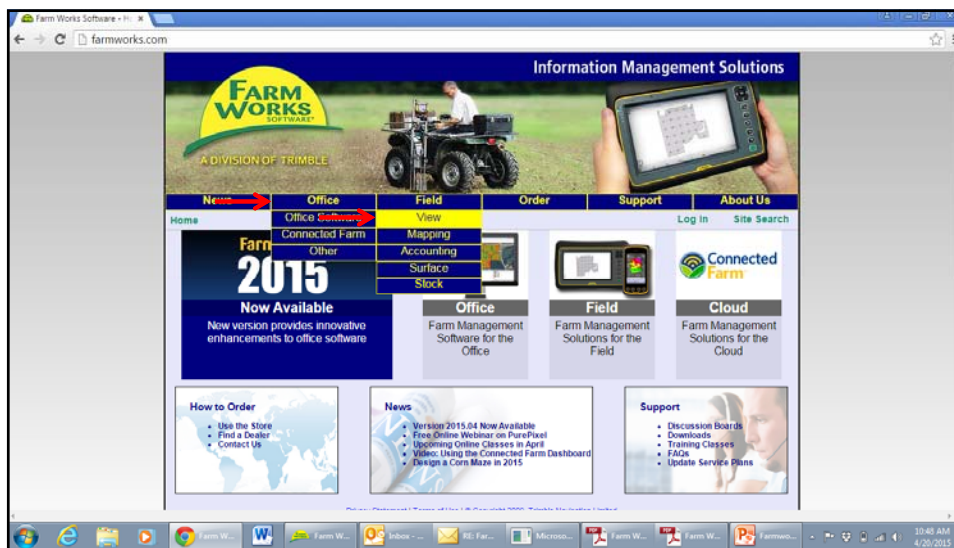 Farm Works Software - H
farmworks.com
Information Management Solutions
FARM
WORKS
SOFTWARE
A DIVISION OF TRIMBLE
News Office Field Order Support About Us
Home Office Software View Log In Site Search
Connected Farm Mapping
Other Accounting
Surface
Stock
Farm
2015
Now Available
New version provides innovative
enhancements to office software
Office
Farm Management
Software for the
Office
Field
Farm Management
Solutions for the
Field
Connected
Farm
Cloud
Farm Management
Solutions for the
Cloud
How to Order
Use the Store
Find a Dealer
Contact Us
News
Version 2015.04 Now Available
Free Online Webinar on PurePixel
Upcoming Online Classes in April
Video: Using the Connected Farm Dashboard
Design a Corn Maze in 2015
Support
Discussion Boards
Downloads
Training Classes
FAQs
Update Service Plans
Farm W... Farm W... Inbox - ... RE: Far... Microso... Farm W... Farm W... Farmwo...
10:48 AM
4/20/2015